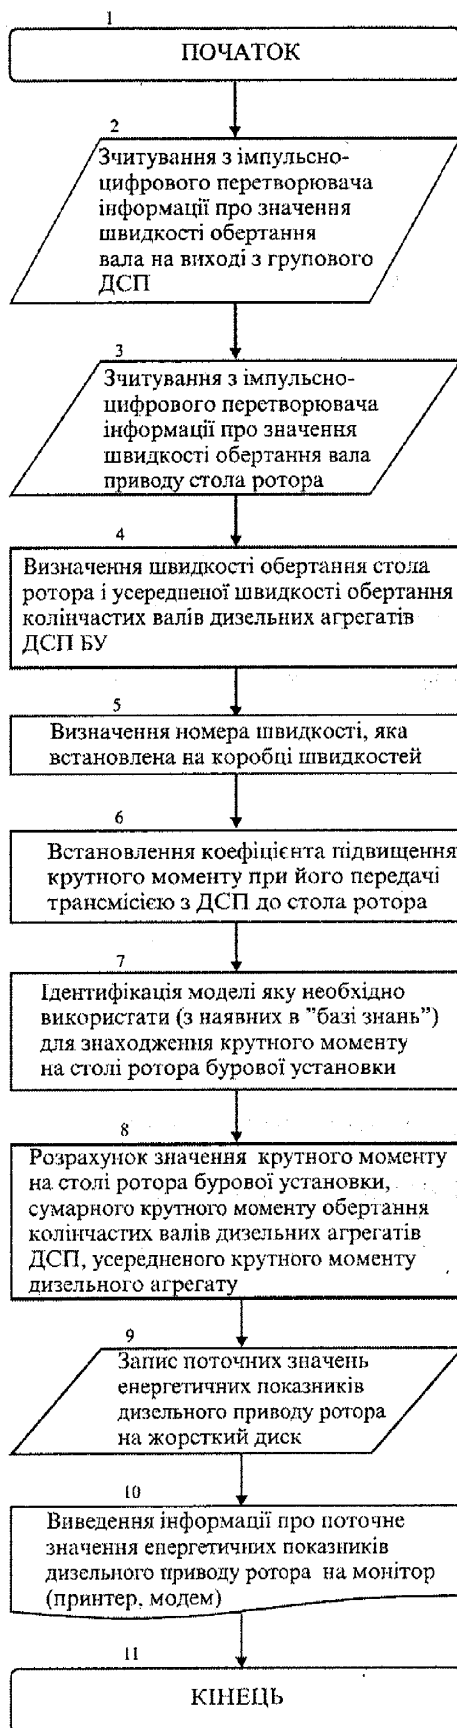 1
ПОЧАТОК
2
Зчитування з імпульсно-
цифрового перетворювача
інформації про значення
швидкості обертання
вала на виході з групового
ДСП
3
Зчитування з імпульсно-
цифрового перетворювача
інформації про значення
швидкості обертання вала
приводу стола ротора
4
Визначення швидкості обертання стола
ротора і усередненої швидкості обертання
колінчастих валів дизельних агрегатів
ДСП БУ
5
Визначення номера швидкості, яка
встановлена на коробці швидкостей
6
Встановлення коефіцієнта підвищення
крутного моменту при його передачі
трансмісією з ДСП до стола ротора
7
Ідентифікація моделі яку необхідно
використати (з наявних в "базі знань")
для знаходження крутного моменту
на столі ротора бурової установки
8
Розрахунок значення крутного моменту
на столі ротора бурової установки,
сумарного крутного моменту обертання
колінчастих валів дизельних агрегатів
ДСП, усередненого крутного моменту
дизельного агрегату
9
Запис поточних значень
енергетичних показників
дизельного приводу ротора
на жорсткий диск
10
Виведення інформації про поточне
значення енергетичних показників
дизельного приводу ротора на монітор
(принтер, модем)
11
КІНЕЦЬ